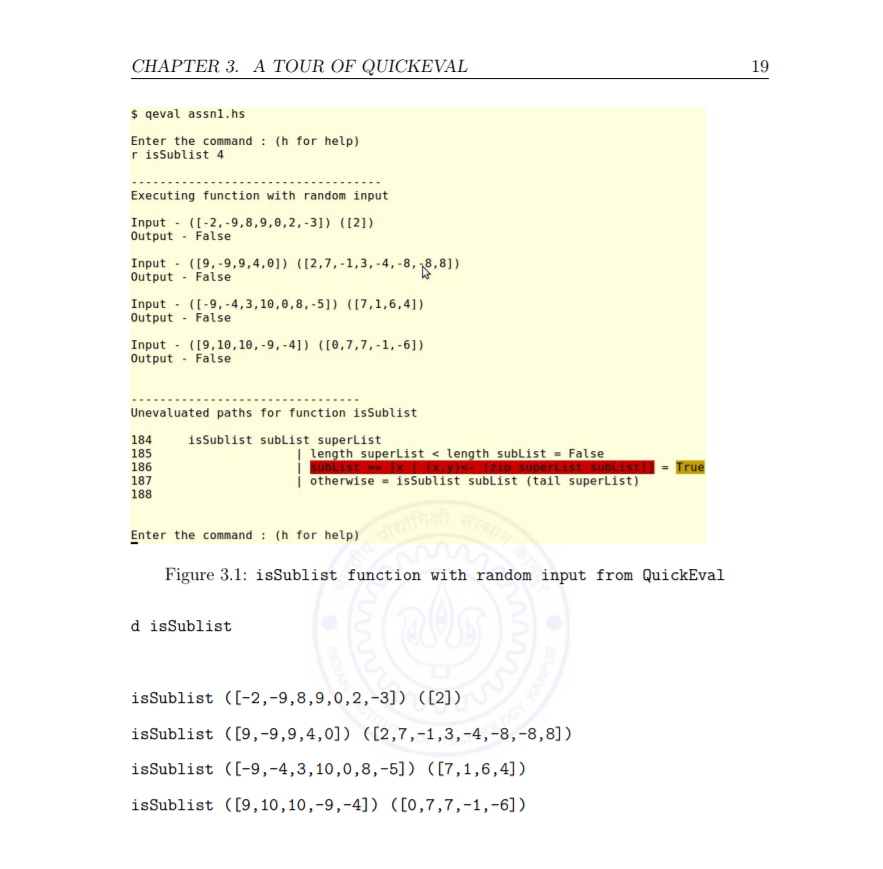 CHAPTER 3. A TOUR OF QUICKEVAL 19
$ qeval assn1.hs
Enter the command : (h for help)
r isSublist 4
----------------------------------
Executing function with random input
Input - ([-2,-9,8,9,0,2,-3]) ([2])
Output - False
Input - ([9,-9,9,4,0]) ([2,7,-1,3,-4,-8,-8,8])
Output - False
Input - ([-9,-4,3,10,0,8,-5]) ([7,1,6,4])
Output - False
Input - ([9,10,10,-9,-4]) ([0,7,7,-1,-6])
Output - False
-------------------------------
Unevaluated paths for function isSublist
184 isSublist subList superList
185 | length superList < length subList = False
186 | subList == [x | (x,y)<- (zip superList subList)] = True
187 | otherwise = isSublist subList (tail superList)
188
Enter the command : (h for help)
Figure 3.1: isSublist function with random input from QuickEval
d isSublist
isSublist ([-2,-9,8,9,0,2,-3]) ([2])
isSublist ([9,-9,9,4,0]) ([2,7,-1,3,-4,-8,-8,8])
isSublist ([-9,-4,3,10,0,8,-5]) ([7,1,6,4])
isSublist ([9,10,10,-9,-4]) ([0,7,7,-1,-6])